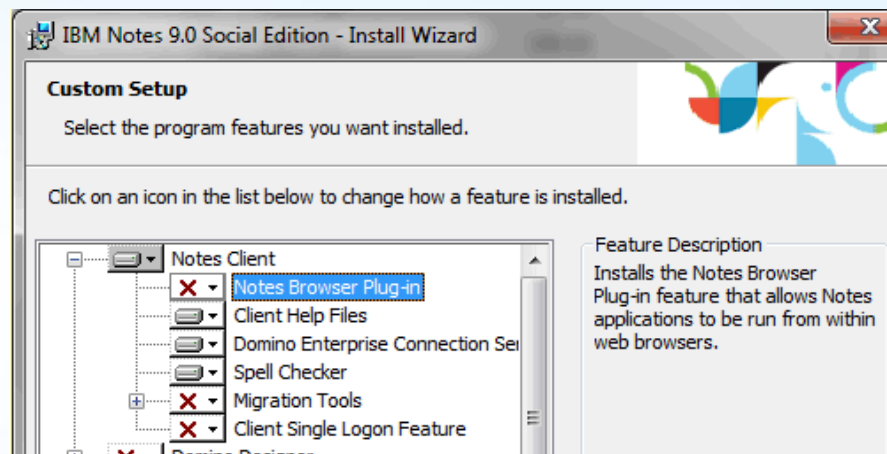 IBM Notes 9.0 Social Edition - Install Wizard
Custom Setup
Select the program features you want installed.
Click on an icon in the list below to change how a feature is installed.
Notes Client
Notes Browser Plug-in
Client Help Files
Domino Enterprise Connection Ser
Spell Checker
Migration Tools
Client Single Logon Feature
Domino Designer
Feature Description
Installs the Notes Browser
Plug-in feature that allows Notes
applications to be run from within
web browsers.